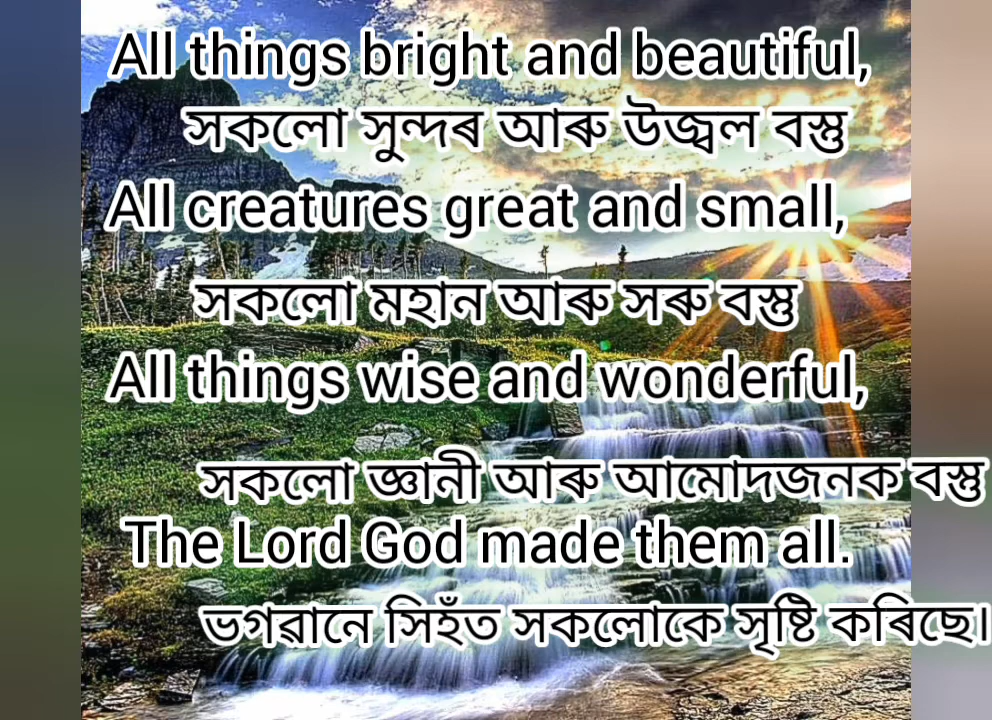 All things bright and beautiful,
সকলো সুন্দৰ আৰু উজ্বল বস্তু
All creatures great and small,
সকলো মহান আৰু সৰু বস্তু
All things wise and wonderful,
সকলো জ্ঞানী আৰু আমোদজনক বস্তু
The Lord God made them all.
ভগৱানে সিহঁত সকলোকে সৃষ্টি কৰিছে।